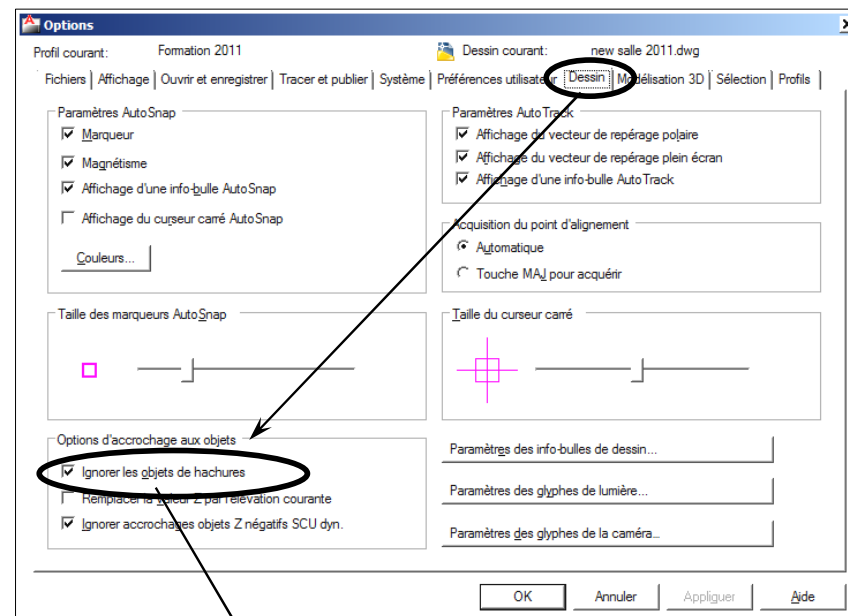 Options
Profil courant: Formation 2011 Dessin courant: new salle 2011.dwg
Fichiers Affichage Ouvrir et enregistrer Tracer et publier Système Préférences utilisateur Dessin Modélisation 3D Sélection Profils
Paramètres AutoSnap
Marqueur
Magnétisme
Affichage d'une info-bulle AutoSnap
Affichage du curseur carré AutoSnap
Couleurs...
Paramètres AutoTrack
Affichage du vecteur de repérage polaire
Affichage du vecteur de repérage plein écran
Affichage d'une info-bulle AutoTrack
Acquisition du point d'alignement
Automatique
Touche MAJ pour acquérir
Taille des marqueurs AutoSnap
Taille du curseur carré
Options d'accrochage aux objets
Ignorer les objets de hachures
Remplacer la valeur Z par l'élévation courante
Ignorer accrochages objets Z négatifs SCU dyn.
Paramètres des info-bulles de dessin...
Paramètres des glyphes de lumière...
Paramètres des glyphes de la caméra...
OK Annuler Appliquer Aide